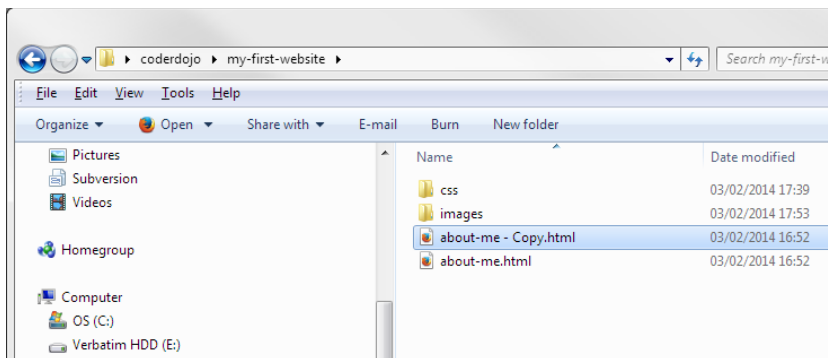 coderdojo my-first-website Search my-first-w
File Edit View Tools Help
Organize Open Share with E-mail Burn New folder
Pictures
Subversion
Videos
Homegroup
Computer
OS (C:)
Verbatim HDD (E:)
Name Date modified
css 03/02/2014 17:39
images 03/02/2014 17:53
about-me - Copy.html 03/02/2014 16:52
about-me.html 03/02/2014 16:52